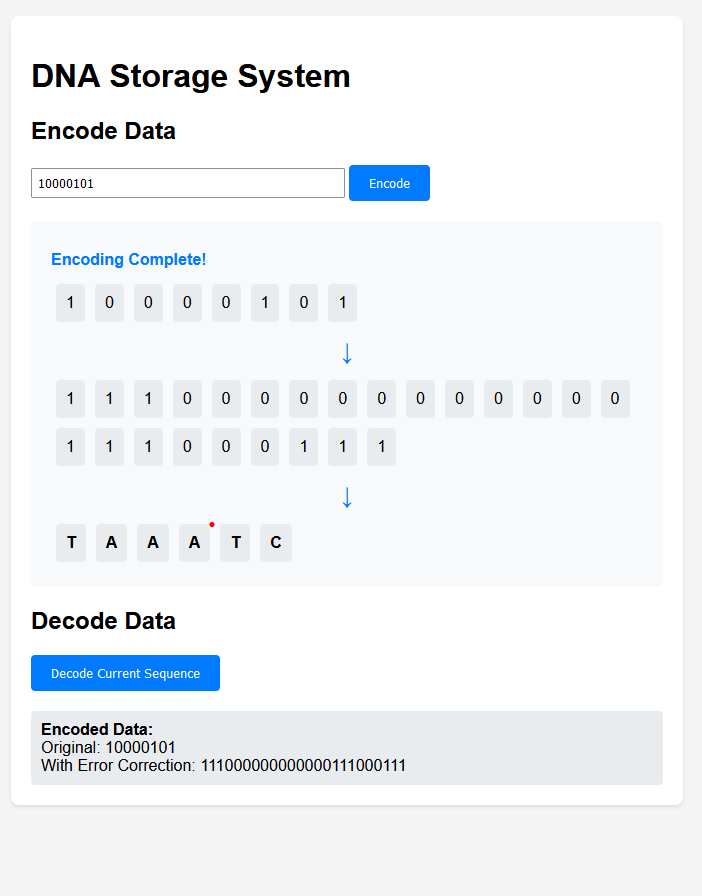 DNA Storage System
Encode Data
10000101 Encode
Encoding Complete!
1 0 0 0 0 1 0 1
↓
1 1 1 0 0 0 0 0 0 0 0 0 0 0 0
1 1 1 0 0 0 1 1 1
↓
T A A A T C
Decode Data
Decode Current Sequence
Encoded Data:
Original: 10000101
With Error Correction: 111000000000000111000111